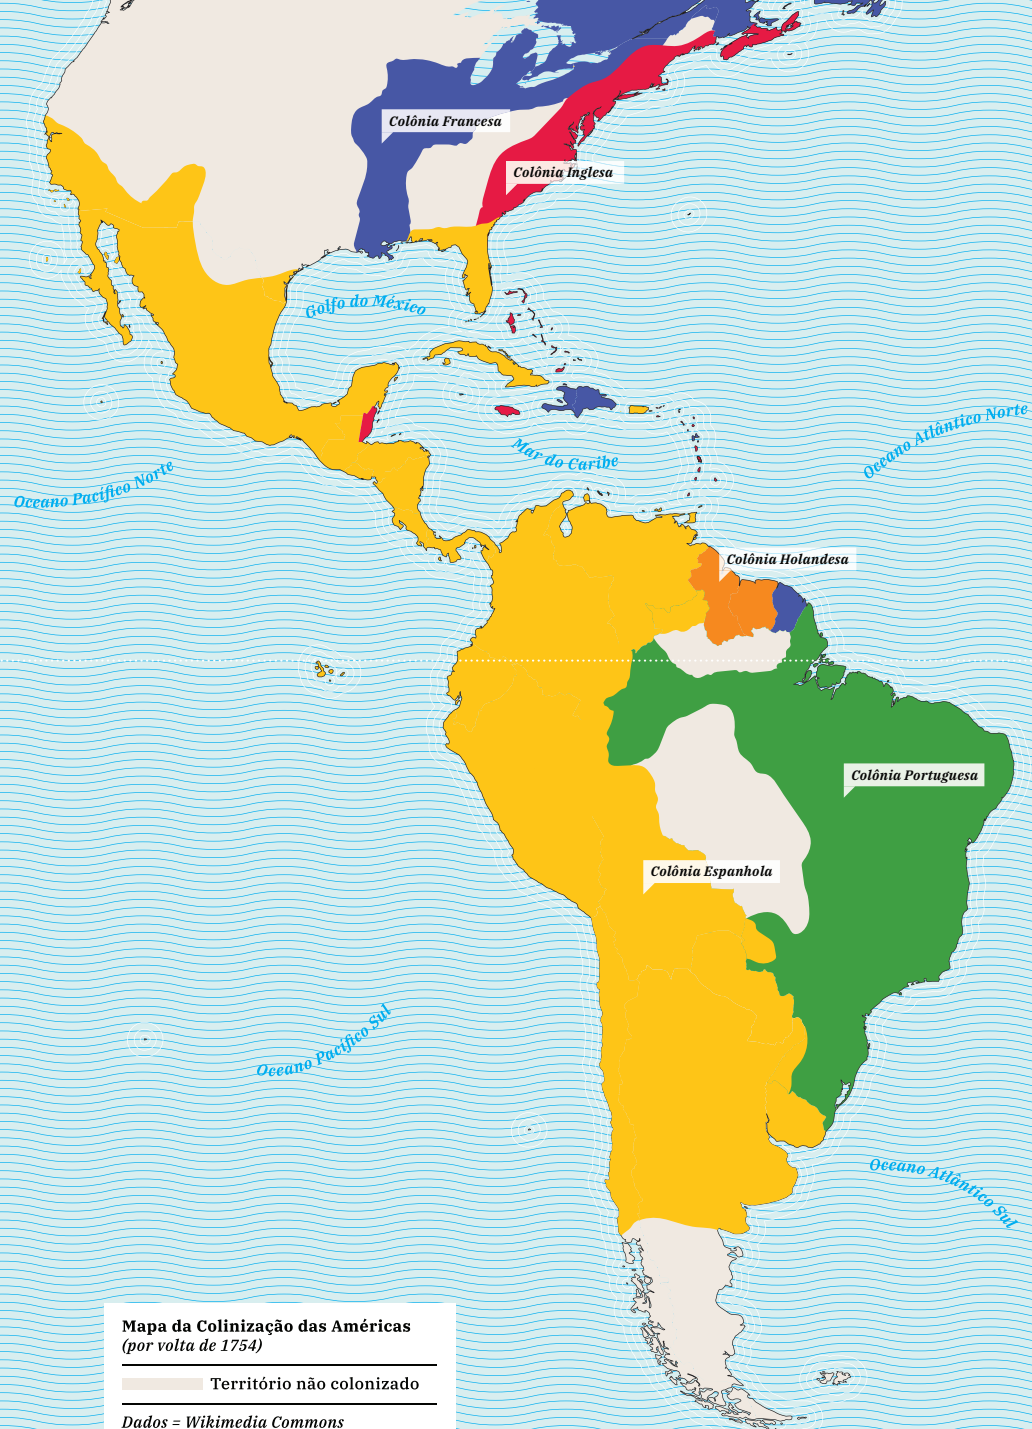 Colônia Francesa
Colônia Inglesa
Golfo do México
Mar do Caribe
Oceano Atlântico Norte
Oceano Pacífico Norte
Colônia Holandesa
Colônia Portuguesa
Colônia Espanhola
Oceano Pacífico Sul
Oceano Atlântico Sul
Mapa da Colinização das Américas
(por volta de 1754)
Território não colonizado
Dados = Wikimedia Commons